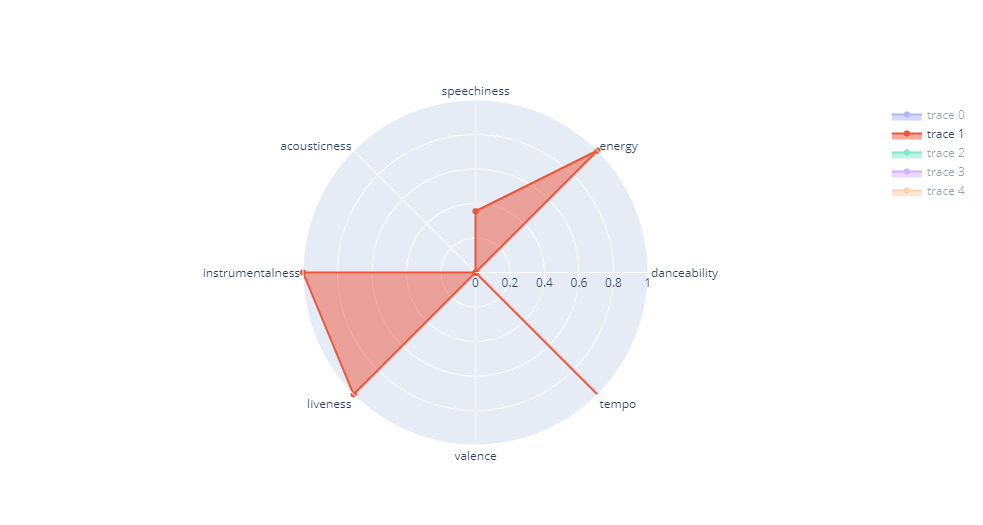 speechiness
acousticness
energy
instrumentalness
danceability
0 0.2 0.4 0.6 0.8 1
liveness
tempo
valence
trace 0
trace 1
trace 2
trace 3
trace 4